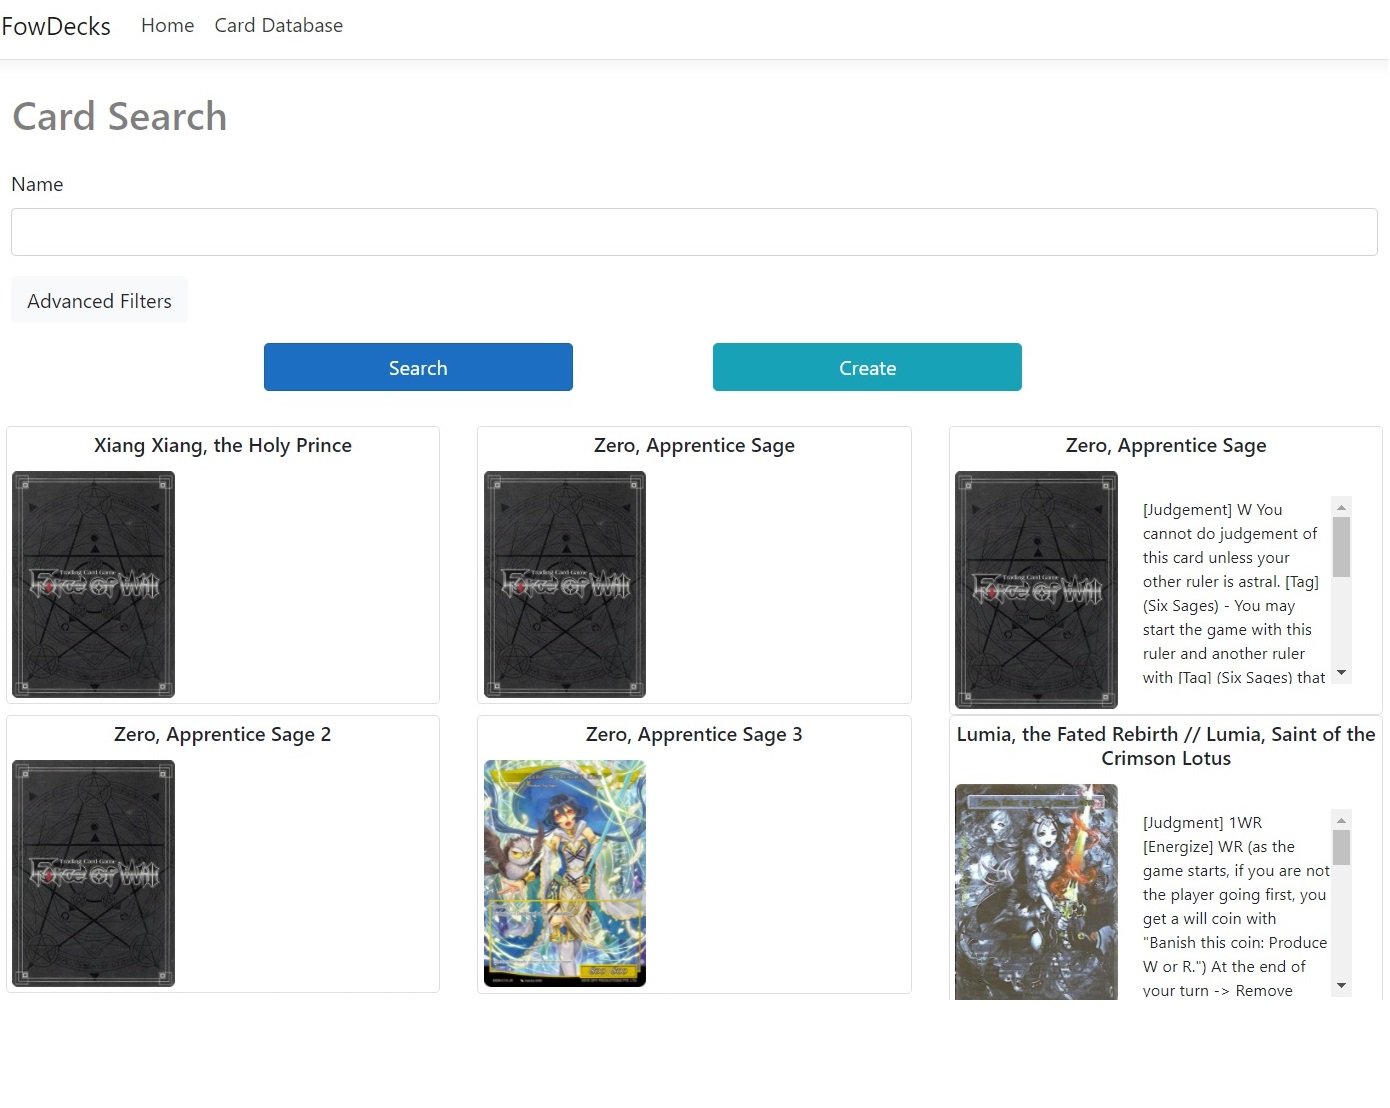 FowDecks Home Card Database
Card Search
Name
Advanced Filters
Search Create
Xiang Xiang, the Holy Prince
Trading Card Game
Force of Will
Zero, Apprentice Sage
Trading Card Game
Force of Will
Zero, Apprentice Sage
Trading Card Game
Force of Will
[Judgement] W You
cannot do judgement of
this card unless your
other ruler is astral. [Tag]
(Six Sages) - You may
start the game with this
ruler and another ruler
with [Tag] (Six Sages) that
Zero, Apprentice Sage 2
Trading Card Game
Force of Will
Zero, Apprentice Sage 3
Lumia, the Fated Rebirth // Lumia, Saint of the
Crimson Lotus
[Judgment] 1WR
[Energize] WR (as the
game starts, if you are not
the player going first, you
get a will coin with
"Banish this coin: Produce
W or R.") At the end of
your turn -> Remove